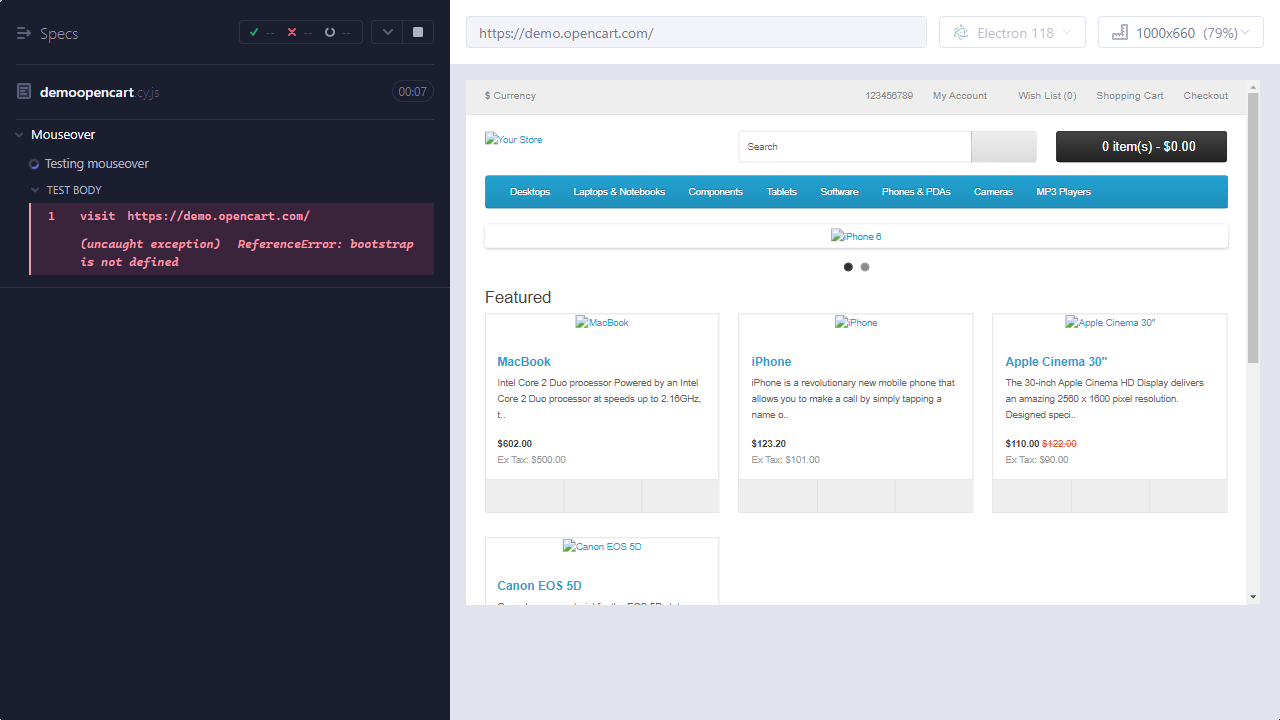 Specs
-- -- --
demoopencart.cy.js 00:07
Mouseover
Testing mouseover
TEST BODY
1 visit https://demo.opencart.com/
(uncaught exception) ReferenceError: bootstrap
is not defined
https://demo.opencart.com/
Electron 118
1000x660 (79%)
$ Currency 123456789 My Account Wish List (0) Shopping Cart Checkout
Your Store
Search
0 item(s) - $0.00
Desktops Laptops & Notebooks Components Tablets Software Phones & PDAs Cameras MP3 Players
iPhone 6
Featured
MacBook
MacBook
Intel Core 2 Duo processor Powered by an Intel
Core 2 Duo processor at speeds up to 2.16GHz,
t..
$602.00
Ex Tax: $500.00
iPhone
iPhone
iPhone is a revolutionary new mobile phone that
allows you to make a call by simply tapping a
name o..
$123.20
Ex Tax: $101.00
Apple Cinema 30"
Apple Cinema 30"
The 30-inch Apple Cinema HD Display delivers
an amazing 2560 x 1600 pixel resolution.
Designed speci..
$110.00 $122.00
Ex Tax: $90.00
Canon EOS 5D
Canon EOS 5D